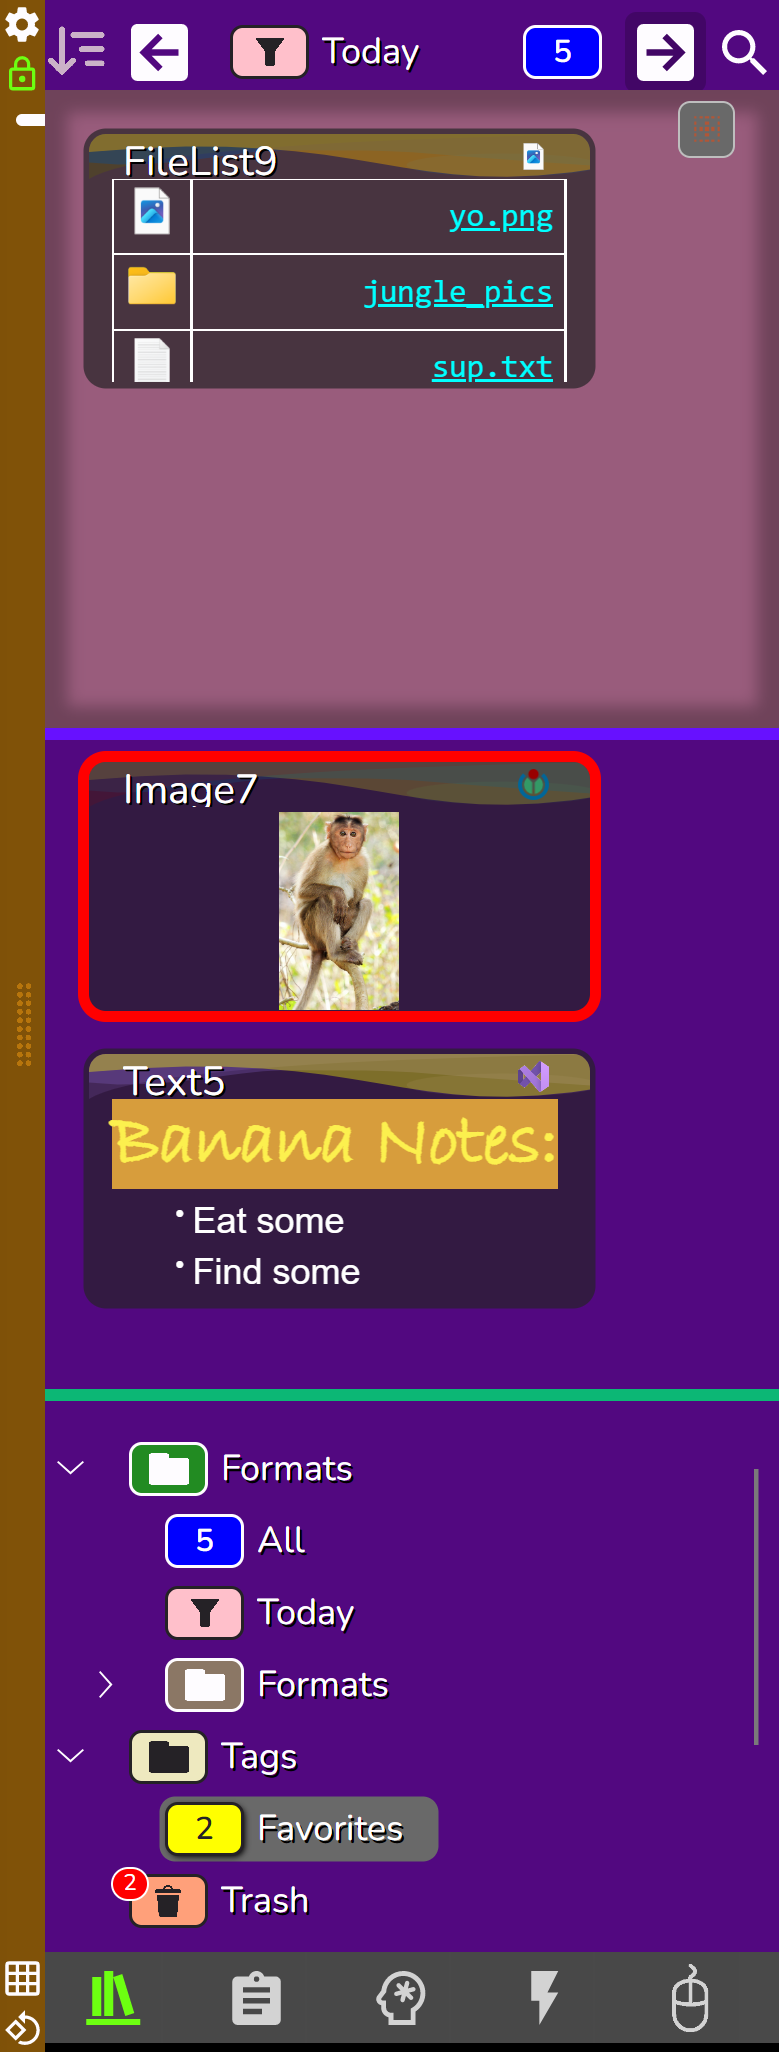 Today
5
FileList9
yo.png
jungle_pics
sup.txt
Image7
Text5
Banana Notes:
• Eat some
• Find some
Formats
5 All
Today
Formats
Tags
2 Favorites
2 Trash